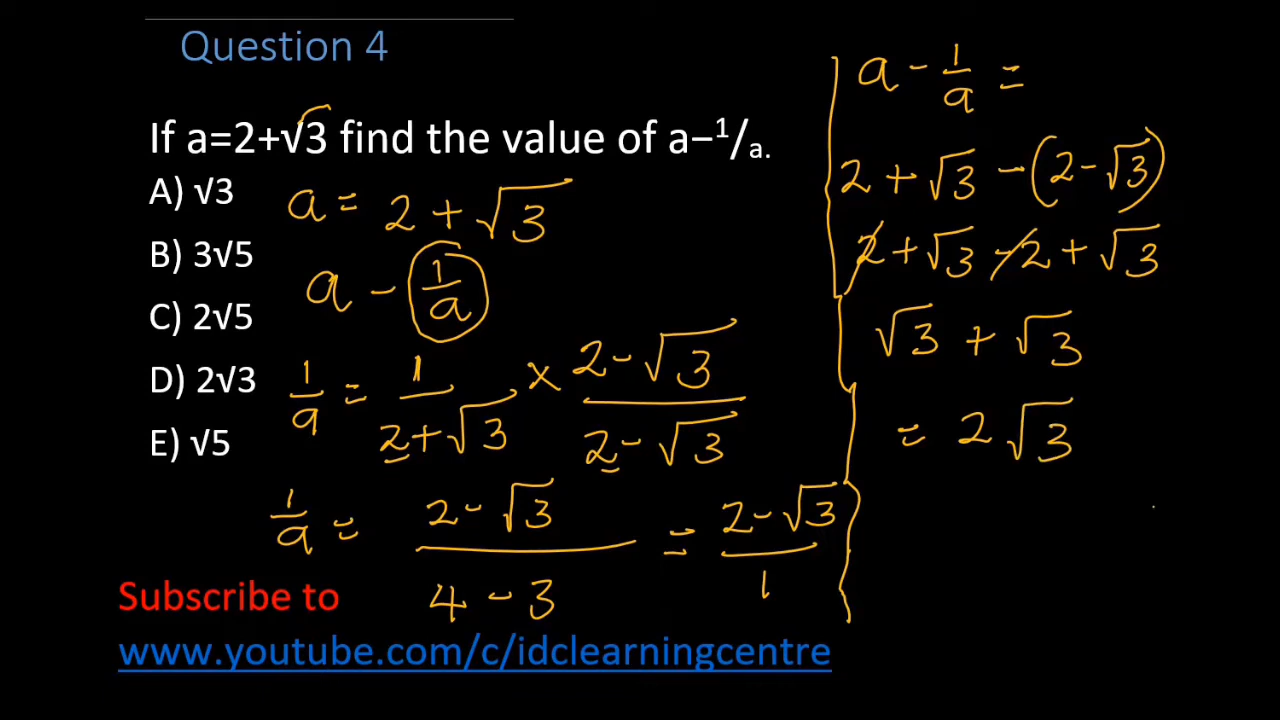 Question 4
If a=2+√3 find the value of a−¹/ₐ.
A) √3
B) 3√5
C) 2√5
D) 2√3
E) √5
a = 2 + √3
a - 1/a
1/a = 1/(2+√3) × (2-√3)/(2-√3)
1/a = (2-√3)/(4-3) = (2-√3)/1
Subscribe to
www.youtube.com/c/idclearningcentre
a - 1/a =
2 + √3 - (2 - √3)
2 + √3 - 2 + √3
√3 + √3
= 2√3